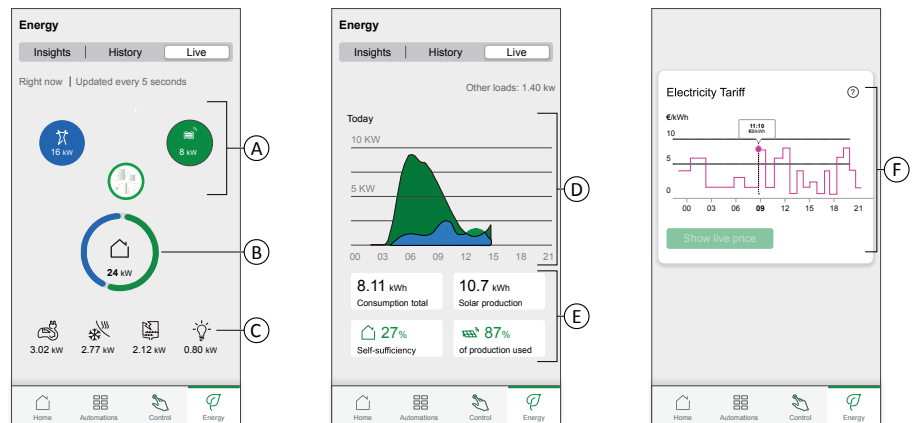 Energy
Insights | History Live
Right now | Updated every 5 seconds
16 kW
8 kW
A
24 kW
B
3.02 kW 2.77 kW 2.12 kW 0.80 kW
C
Home Automations Control Energy
Energy
Insights | History Live
Other loads: 1.40 kw
Today
10 KW
5 KW
00 03 06 09 12 15 18 21
D
8.11 kWh
Consumption total
10.7 kWh
Solar production
27%
Self-sufficiency
87%
of production used
E
Home Automations Control Energy
Electricity Tariff ?
€/kWh
11:10
€/kWh
10
5
0
00 03 06 09 12 15 18 21
Show live price
F
Home Automations Control Energy